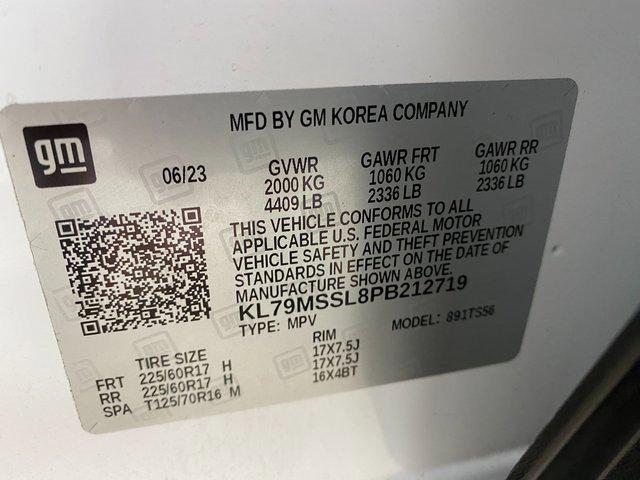 MFD BY GM KOREA COMPANY
gm
06/23
GVWR GAWR FRT GAWR RR
2000 KG 1060 KG 1060 KG
4409 LB 2336 LB 2336 LB
THIS VEHICLE CONFORMS TO ALL
APPLICABLE U.S. FEDERAL MOTOR
VEHICLE SAFETY AND THEFT PREVENTION
STANDARDS IN EFFECT ON THE DATE OF
MANUFACTURE SHOWN ABOVE.
KL79MSSL8PB212719
TYPE: MPV MODEL: 891TS56
TIRE SIZE RIM
FRT 225/60R17 H 17X7.5J
RR 225/60R17 H 17X7.5J
SPA T125/70R16 M 16X4BT